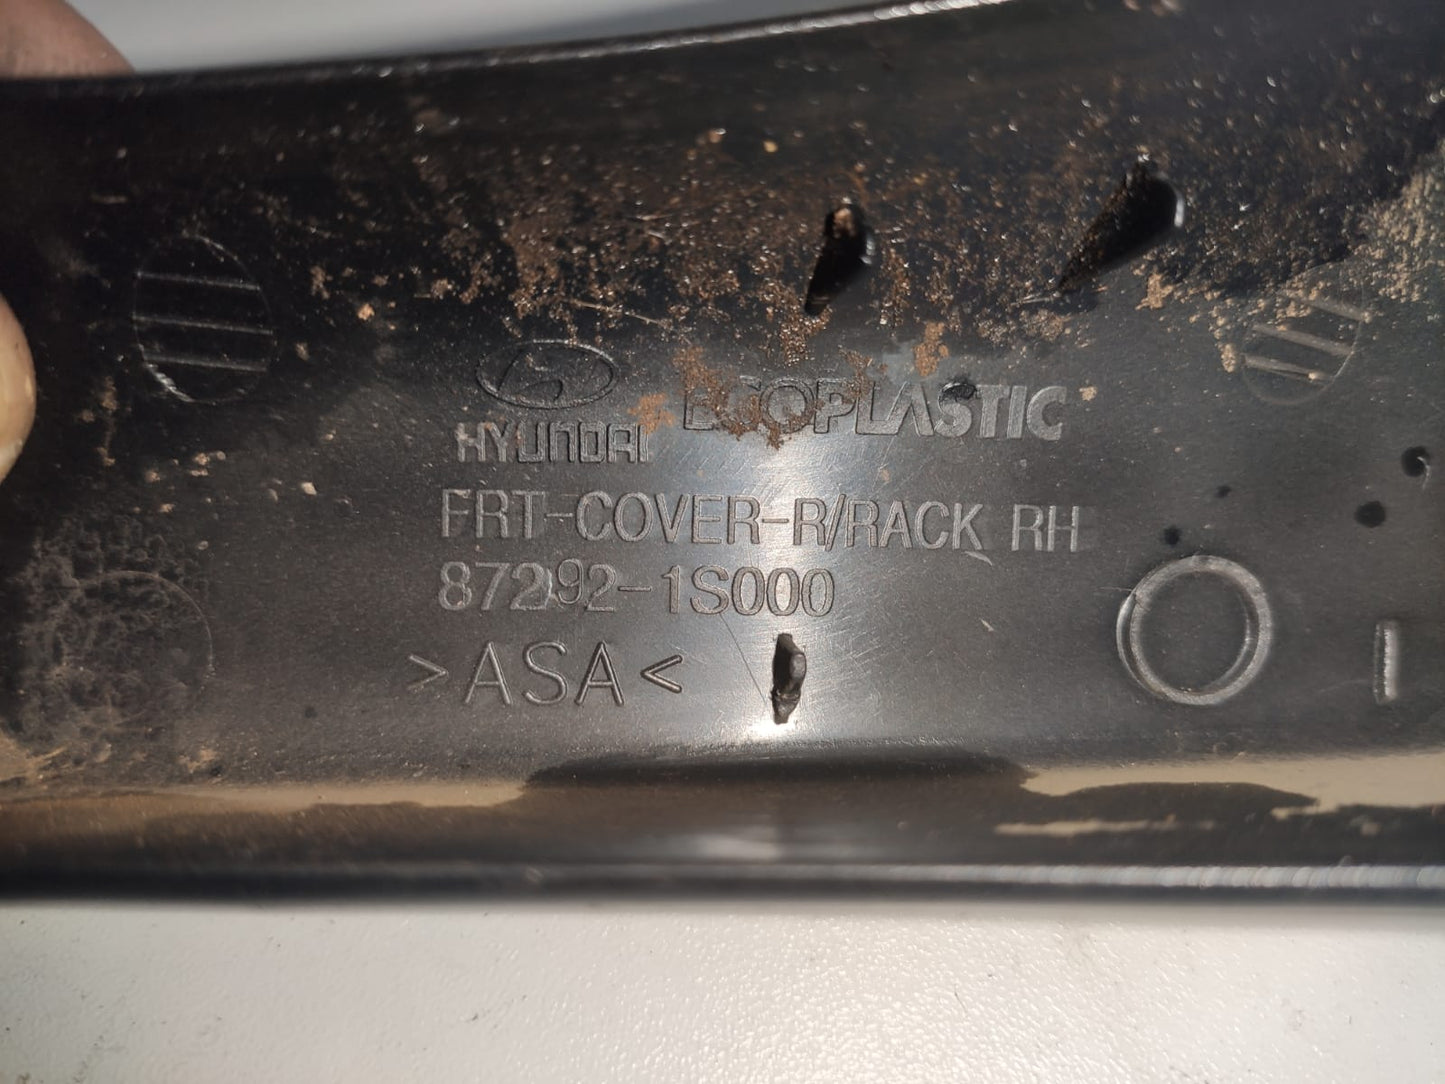 HYUNDAI ECOPLASTIC
FRT-COVER-R/RACK RH
87292-1S000
>ASA<